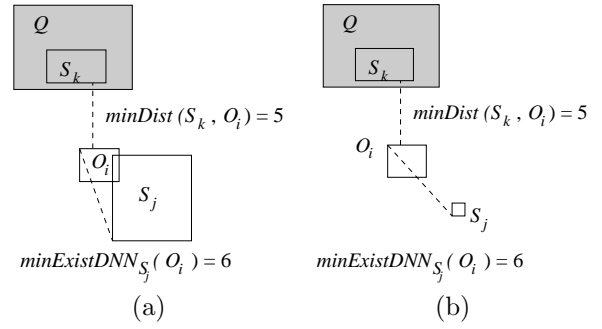 Q
S_k
minDist (S_k , O_i) = 5
O_i
S_j
minExistDNN_{S_j}( O_i ) = 6
(a)
Q
S_k
minDist (S_k , O_i) = 5
O_i
S_j
minExistDNN_{S_j}( O_i ) = 6
(b)